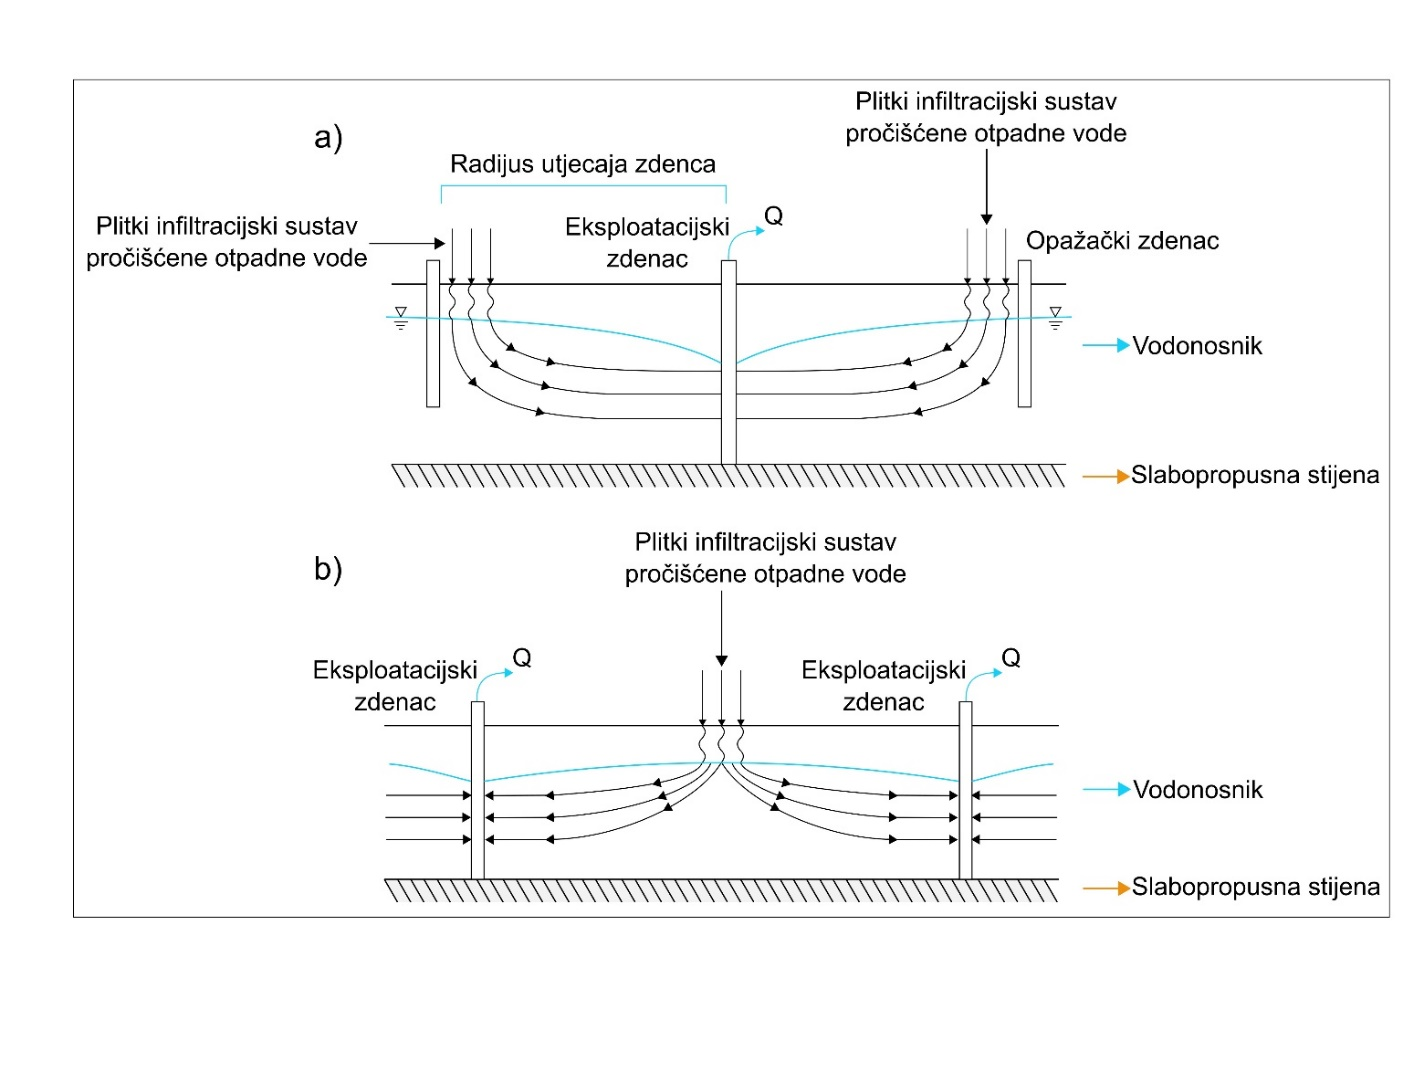 a)
Plitki infiltracijski sustav
pročišćene otpadne vode
Radijus utjecaja zdenca
Plitki infiltracijski sustav
pročišćene otpadne vode
Eksploatacijski
zdenac
Q
Opažački zdenac
Vodonosnik
Slabopropusna stijena
b)
Plitki infiltracijski sustav
pročišćene otpadne vode
Eksploatacijski
zdenac
Q
Eksploatacijski
zdenac
Q
Vodonosnik
Slabopropusna stijena